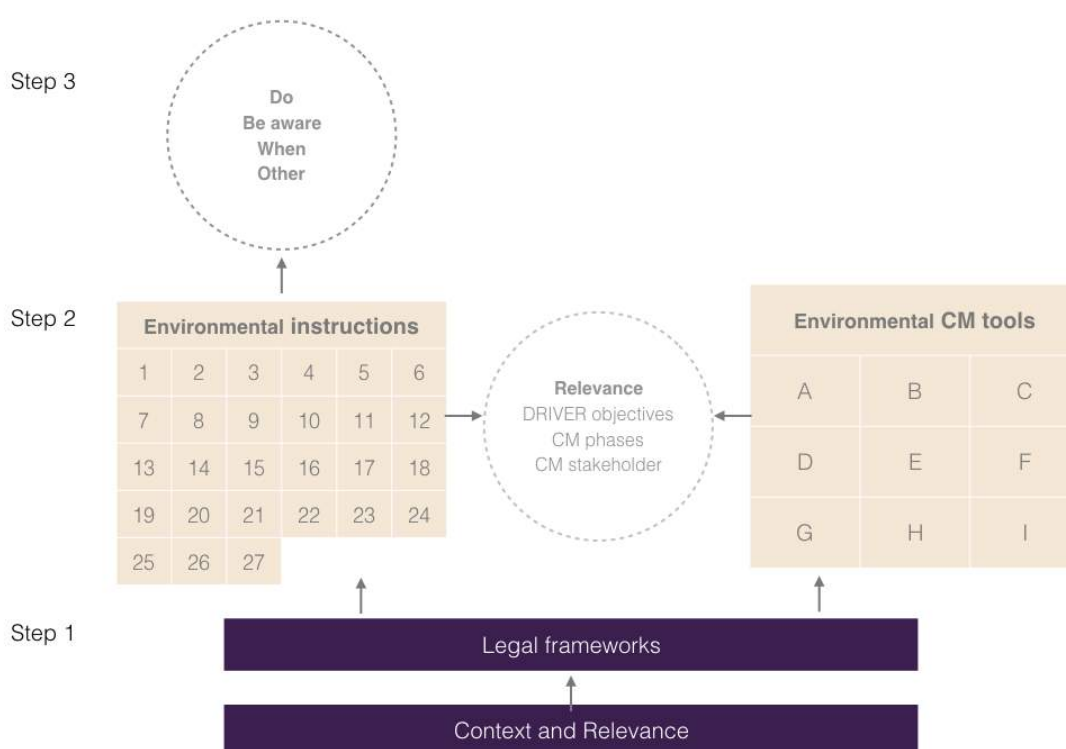 Step 3
Do
Be aware
When
Other
Step 2
Environmental instructions
1 2 3 4 5 6
7 8 9 10 11 12
13 14 15 16 17 18
19 20 21 22 23 24
25 26 27
Relevance
DRIVER objectives
CM phases
CM stakeholder
Environmental CM tools
A B C
D E F
G H I
Step 1
Legal frameworks
Context and Relevance